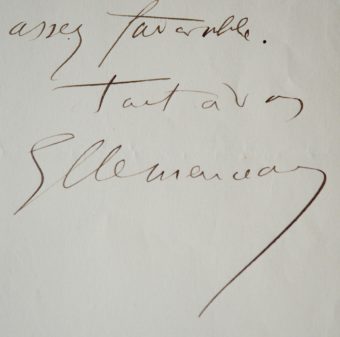 assez favorable.
Tout à vous
GClemenceau